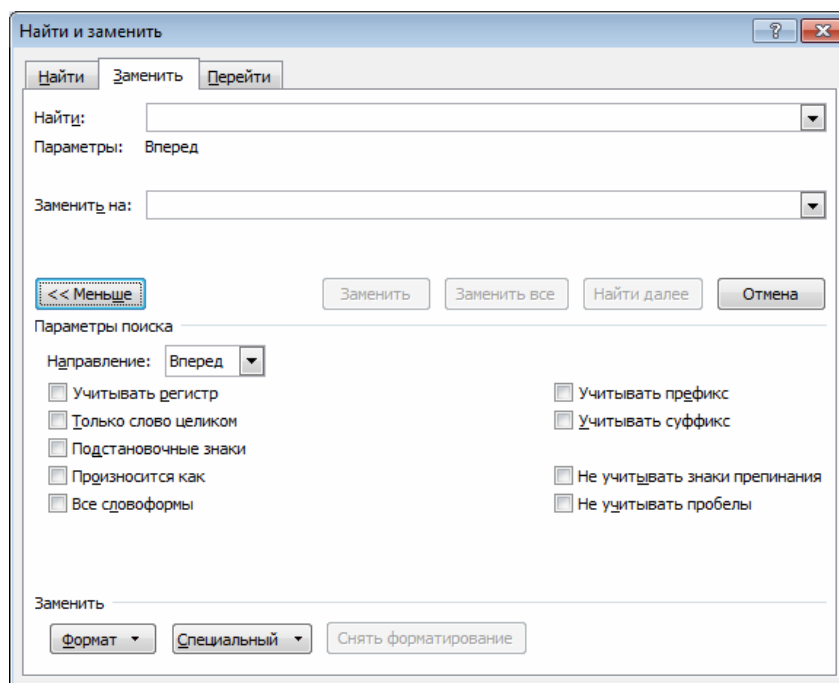 Найти и заменить
Найти Заменить Перейти
Найти:
Параметры: Вперед
Заменить на:
<< Меньше Заменить Заменить все Найти далее Отмена
Параметры поиска
Направление: Вперед
Учитывать регистр Учитывать префикс
Только слово целиком Учитывать суффикс
Подстановочные знаки
Произносится как Не учитывать знаки препинания
Все словоформы Не учитывать пробелы
Заменить
Формат Специальный Снять форматирование